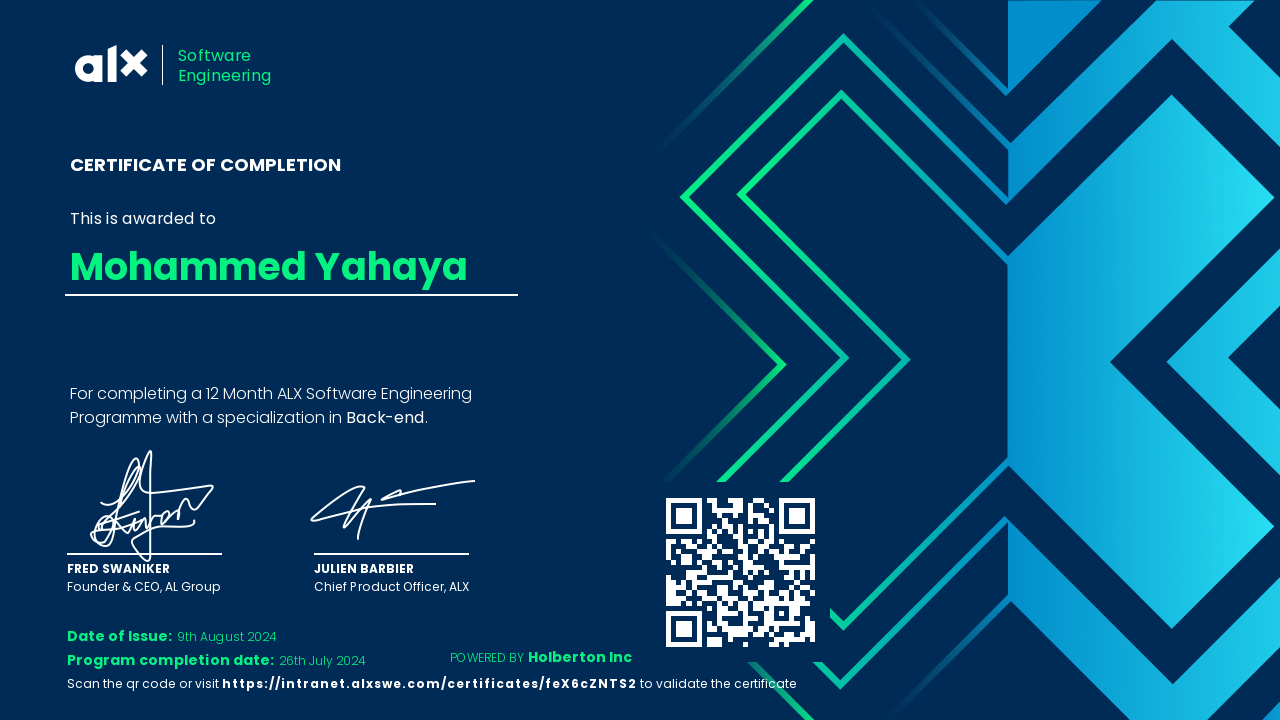 alx
Software
Engineering
CERTIFICATE OF COMPLETION
This is awarded to
Mohammed Yahaya
For completing a 12 Month ALX Software Engineering
Programme with a specialization in Back-end.
FRED SWANIKER
Founder & CEO, AL Group
JULIEN BARBIER
Chief Product Officer, ALX
Date of Issue: 9th August 2024
Program completion date: 26th July 2024
POWERED BY Holberton Inc
Scan the qr code or visit https://intranet.alxswe.com/certificates/feX6cZNTS2 to validate the certificate